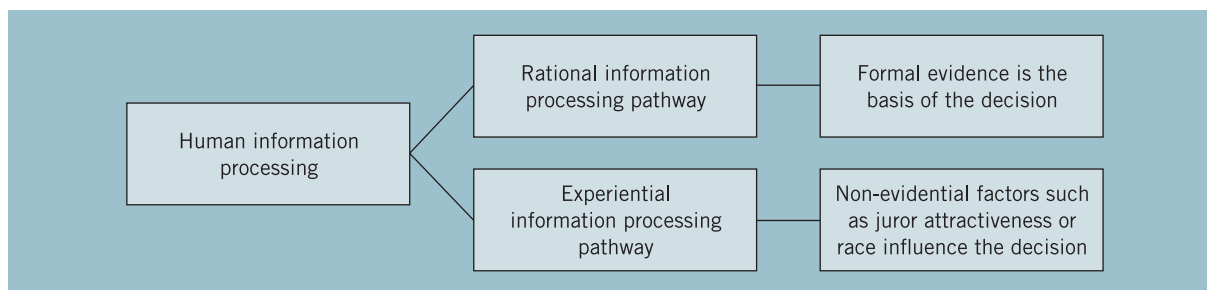 Human information
processing
Rational information
processing pathway
Formal evidence is the
basis of the decision
Experiential
information processing
pathway
Non-evidential factors such
as juror attractiveness or
race influence the decision